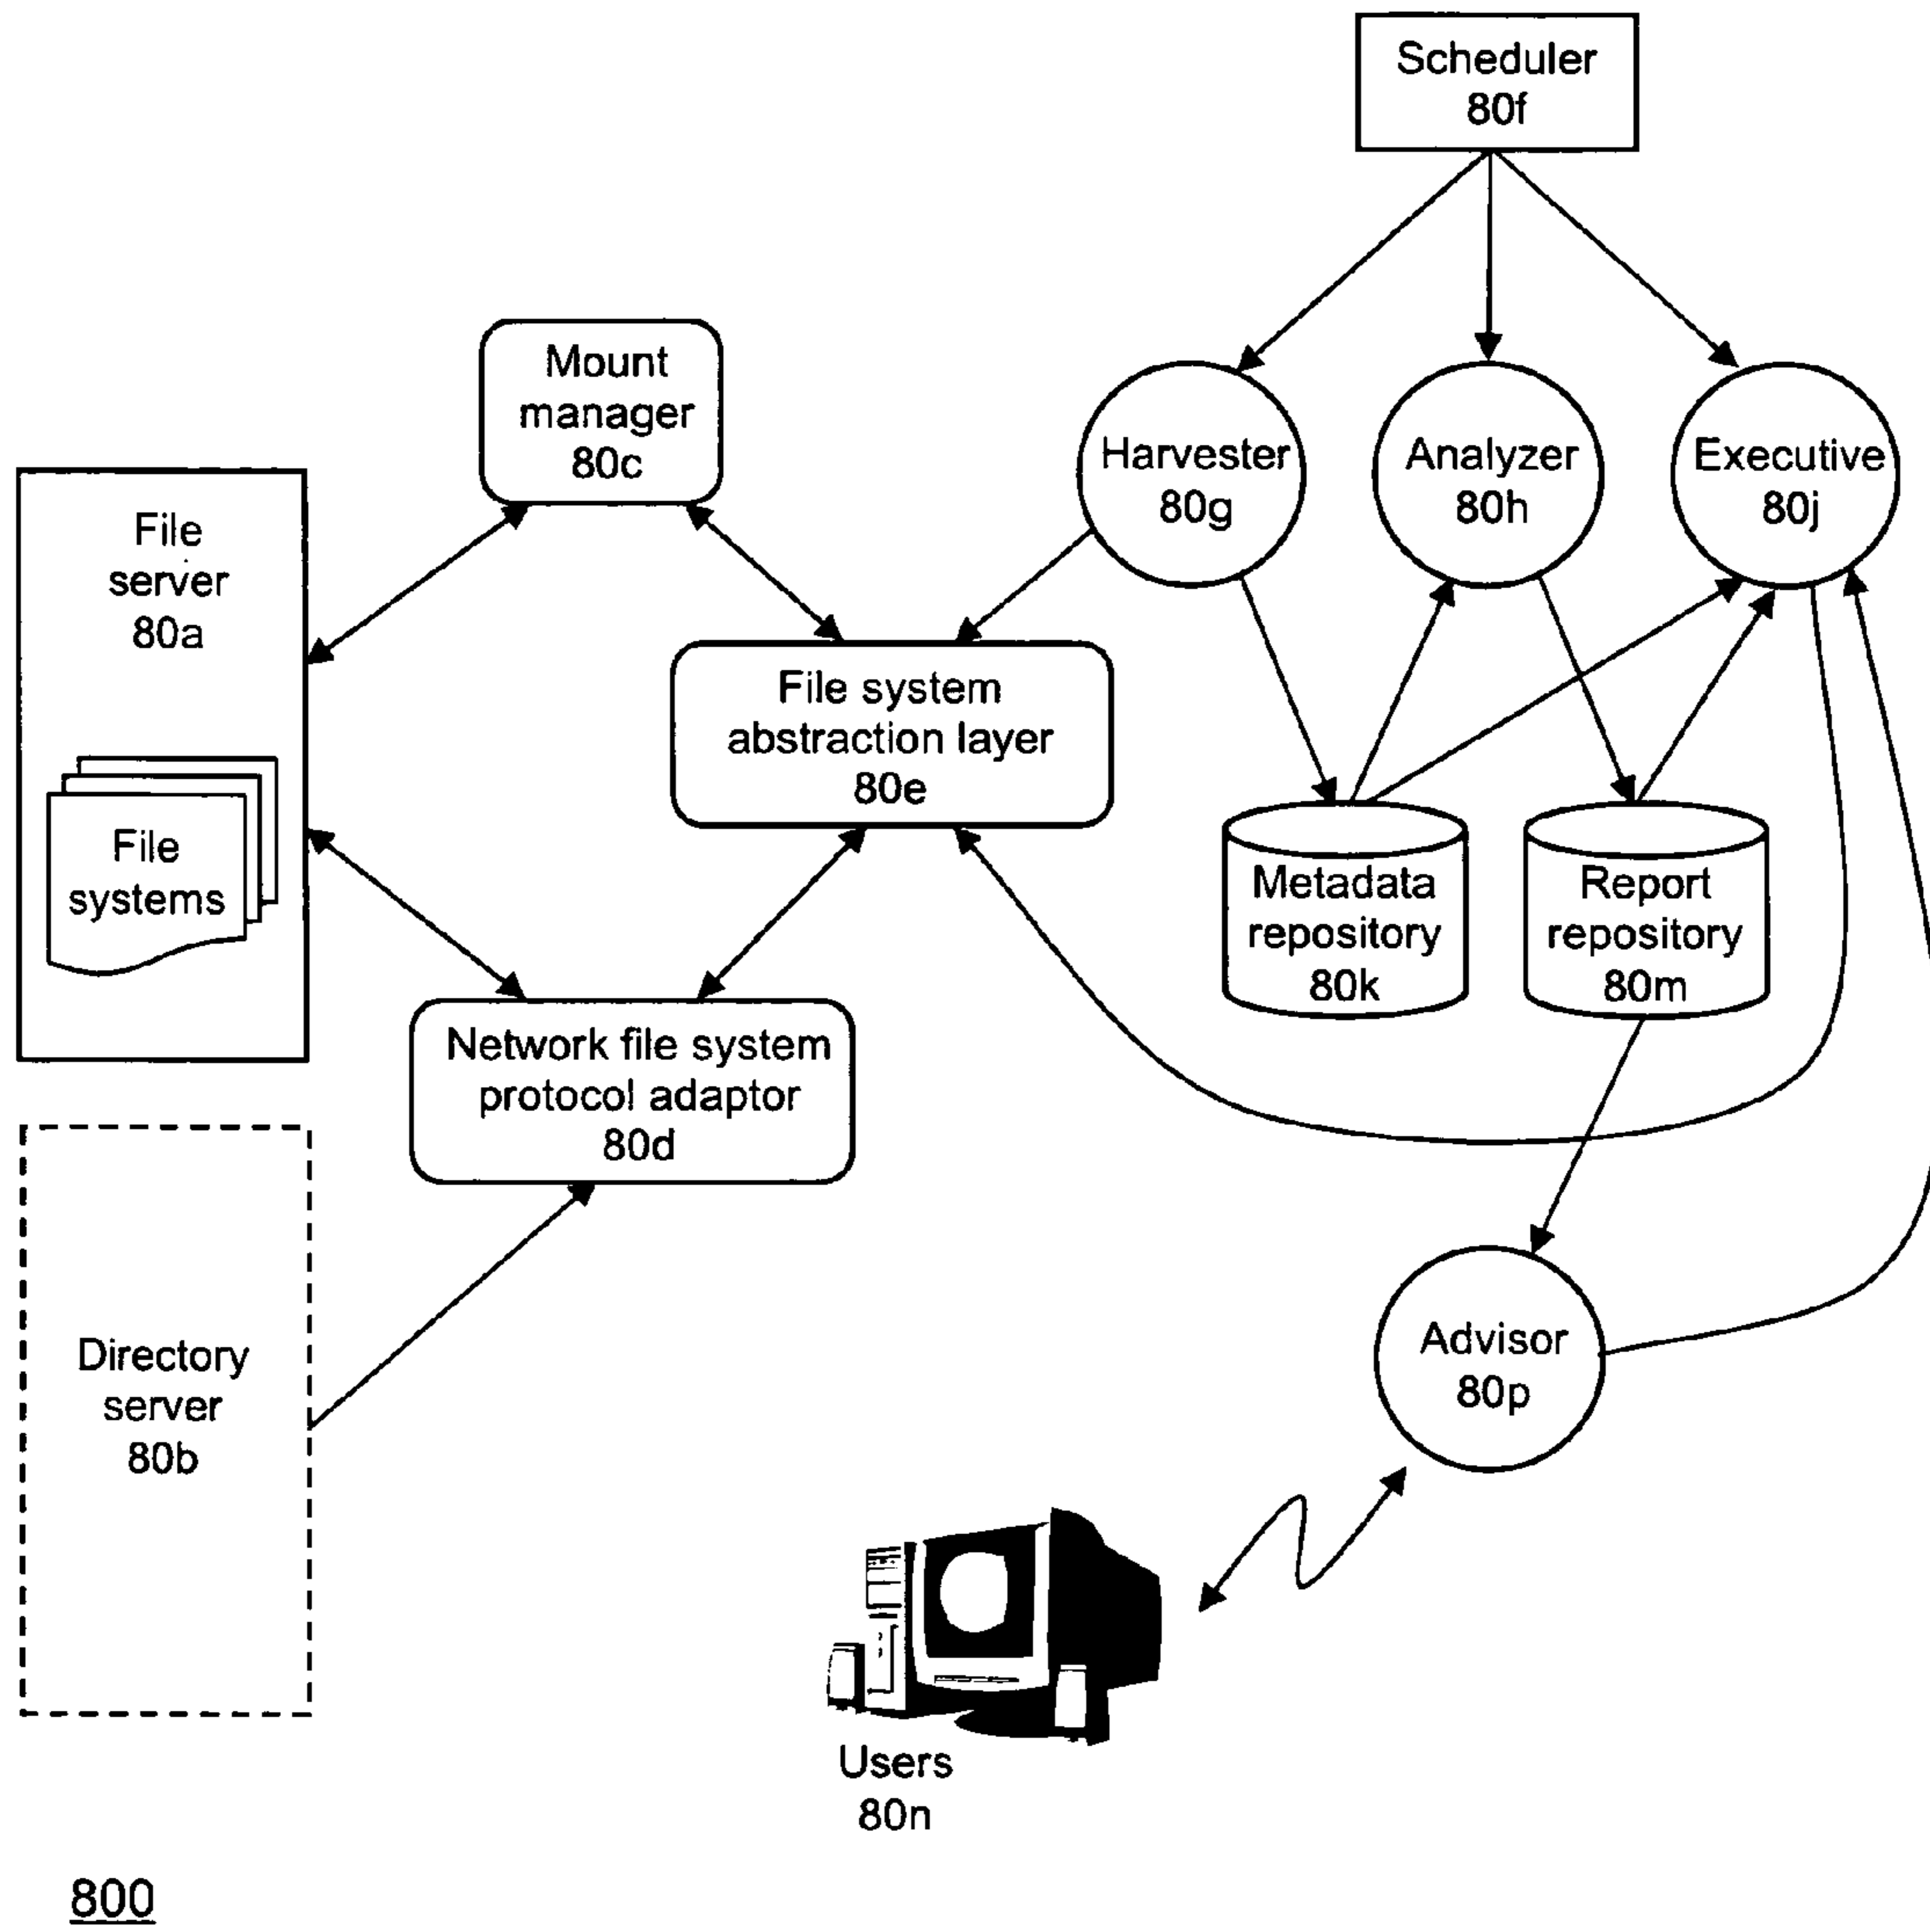 Scheduler
80f
Mount
manager
80c
Harvester
80g
Analyzer
80h
Executive
80j
File
server
80a
File system
abstraction layer
80e
File
systems
Metadata
repository
80k
Report
repository
80m
Network file system
protocol adaptor
80d
Directory
server
80b
Advisor
80p
Users
80n
800